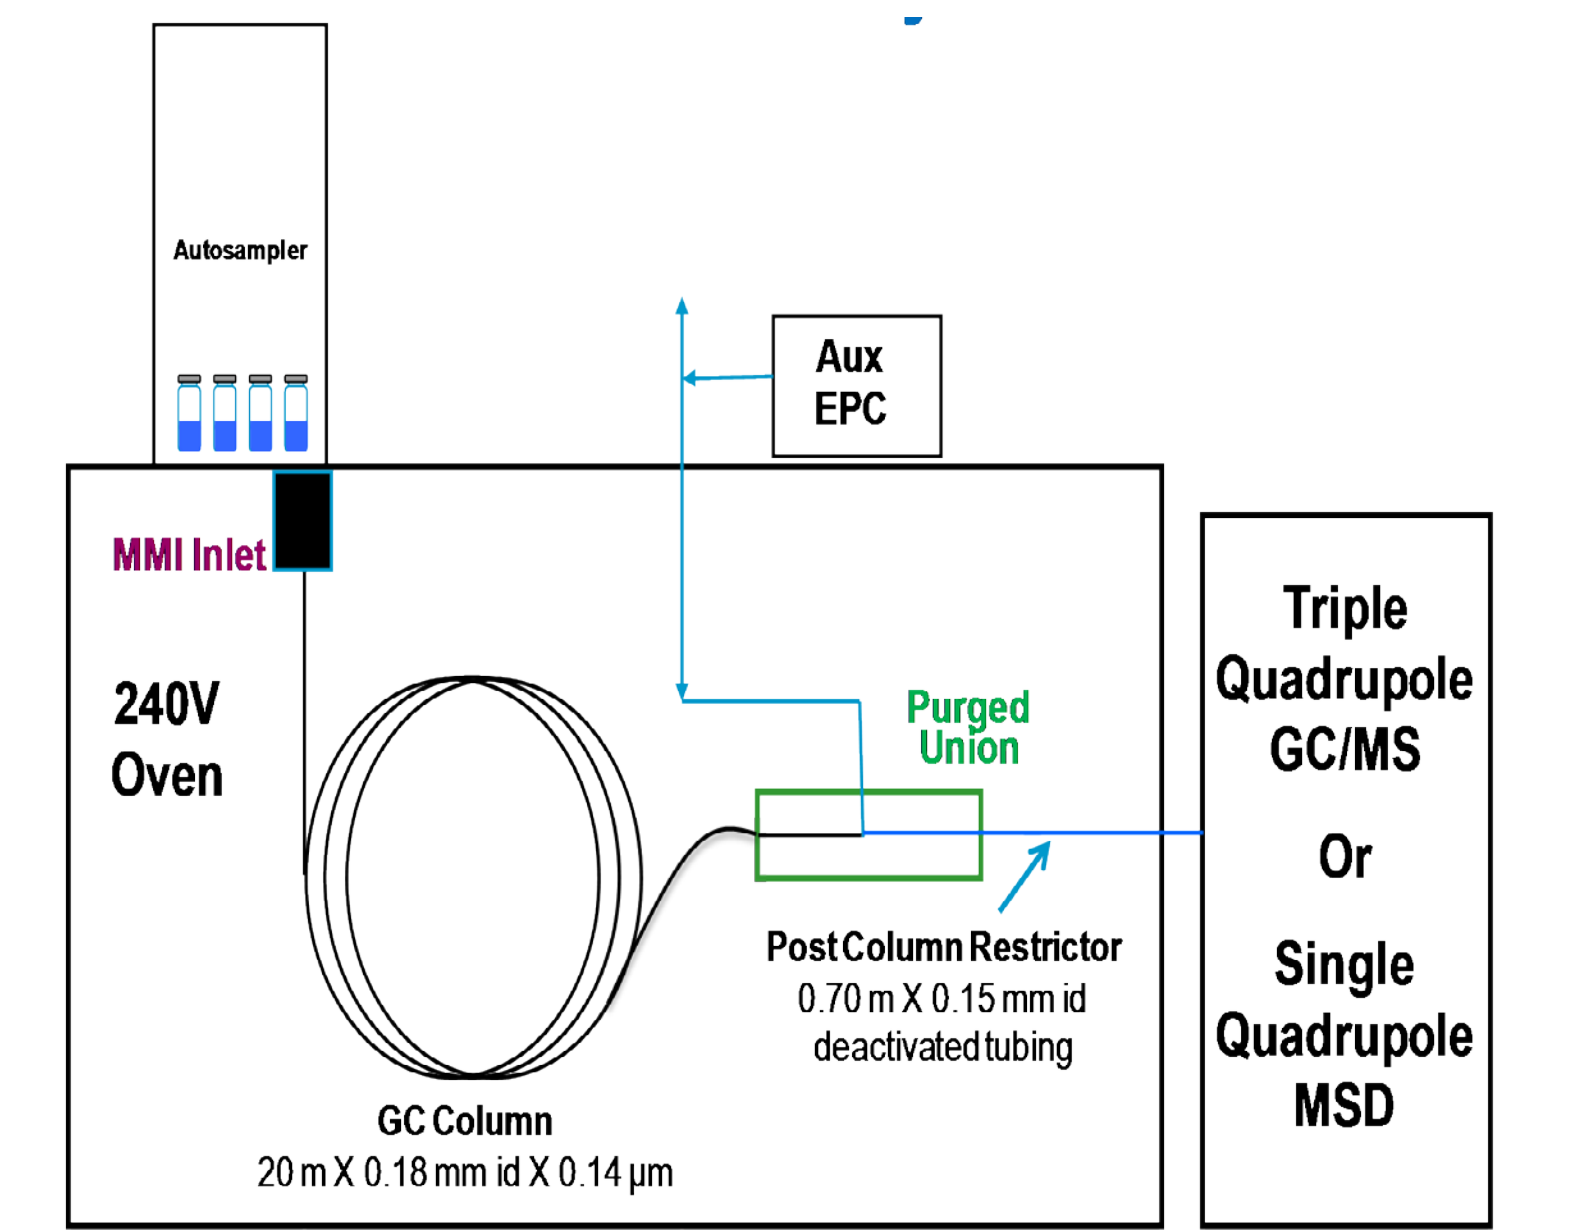 Autosampler
Aux
EPC
MMI Inlet
240V
Oven
Purged
Union
Post Column Restrictor
0.70 m X 0.15 mm id
deactivated tubing
GC Column
20 m X 0.18 mm id X 0.14 µm
Triple
Quadrupole
GC/MS
Or
Single
Quadrupole
MSD